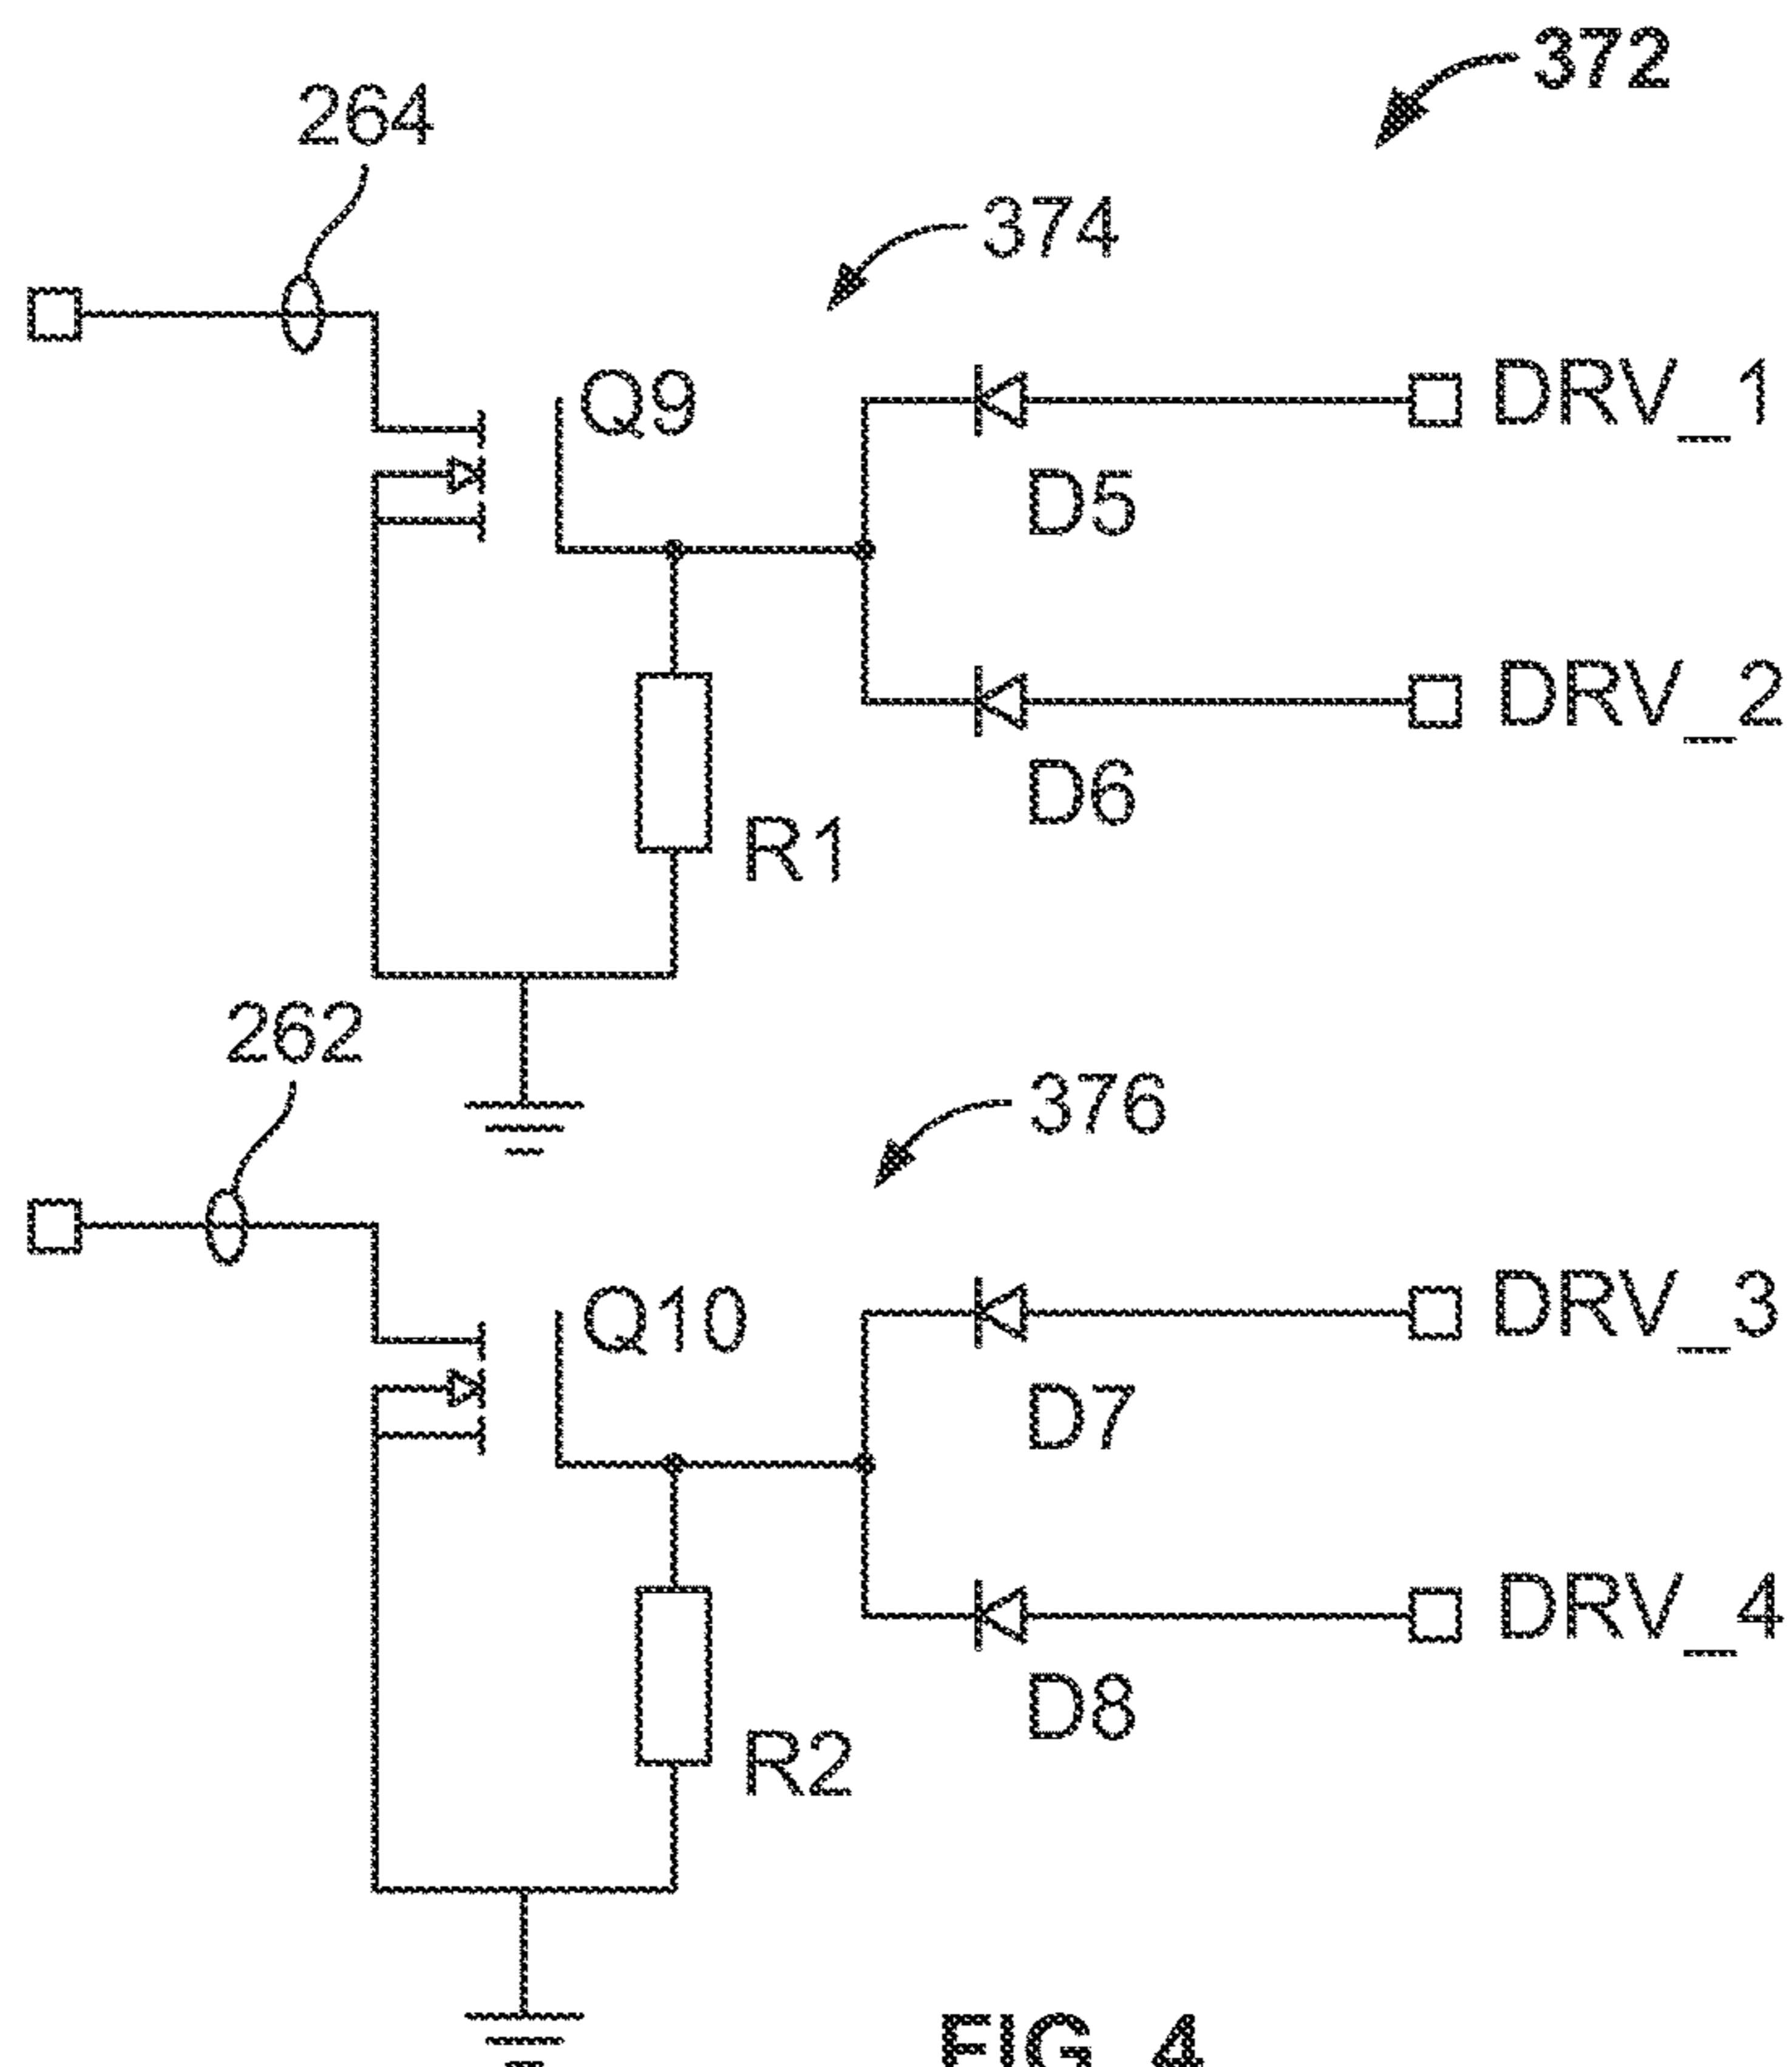 372
264
374
Q9
DRV_1
D5
DRV_2
D6
R1
262
376
Q10
DRV_3
D7
DRV_4
D8
R2
FIG. 4